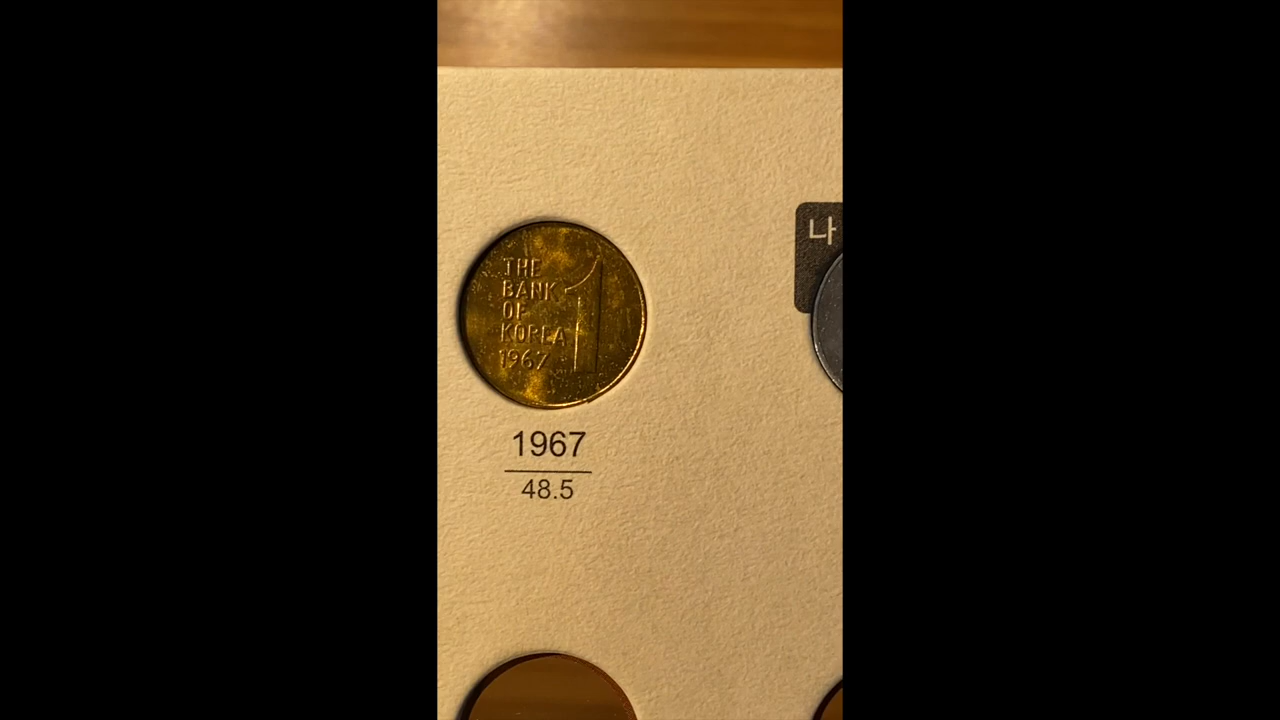 THE
BANK
OF
KOREA
1967
1
1967
48.5
나